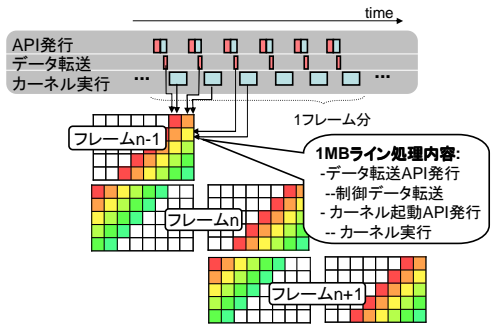 time
API発行
データ転送
カーネル実行
...
...
1フレーム分
フレームn-1
1MBライン処理内容:
-データ転送API発行
--制御データ転送
- カーネル起動API発行
-- カーネル実行
フレームn
フレームn+1